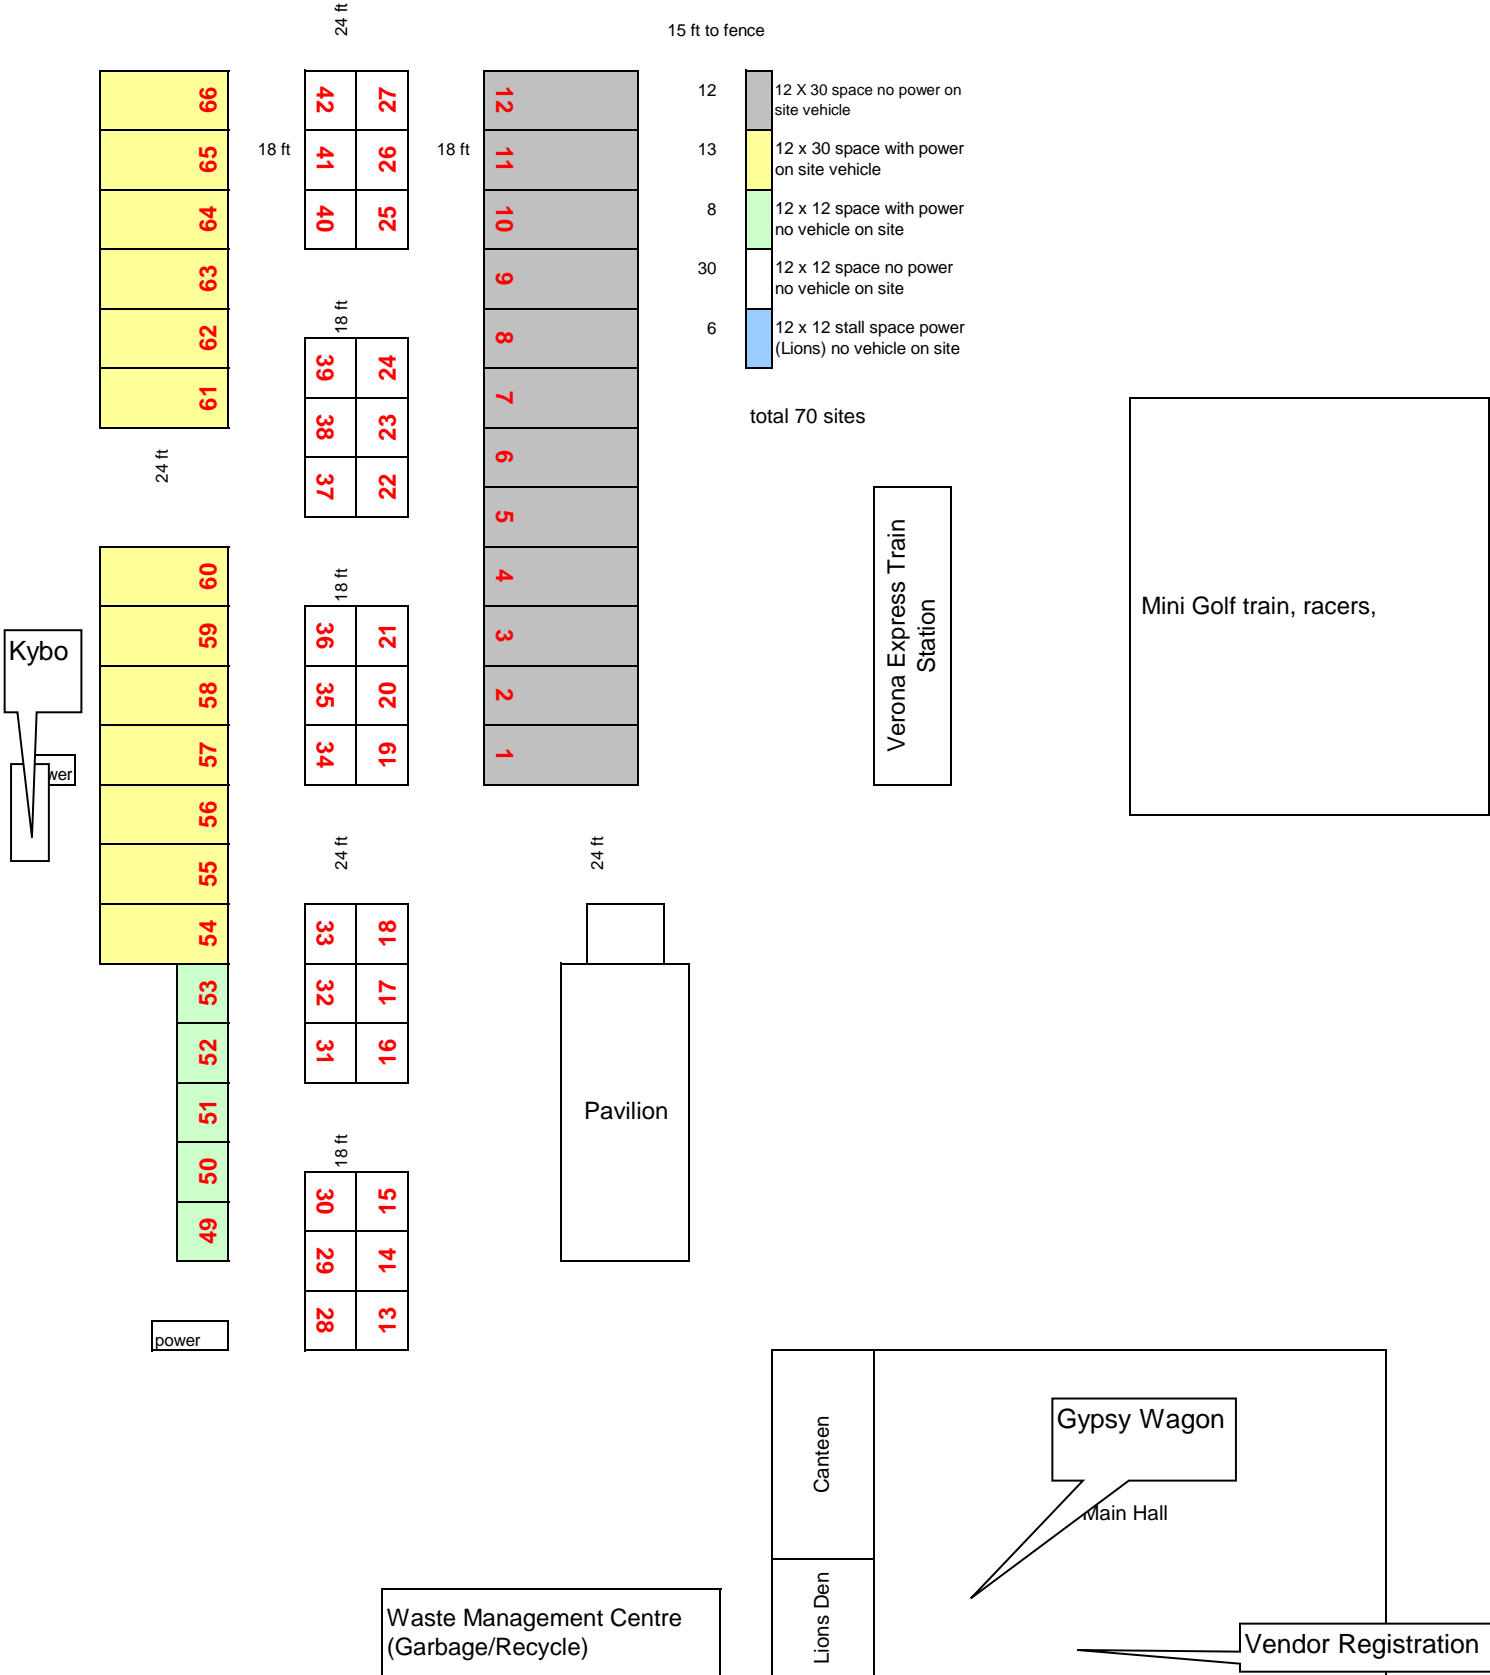 24 ft
15 ft to fence
66
65
64
63
62
61
18 ft
42 27
41 26
40 25
18 ft
12
11
10
9
8
7
6
5
4
3
2
1
12
12 X 30 space no power on
site vehicle
13
12 x 30 space with power
on site vehicle
8
12 x 12 space with power
no vehicle on site
30
12 x 12 space no power
no vehicle on site
6
12 x 12 stall space power
(Lions) no vehicle on site
total 70 sites
18 ft
39 24
38 23
37 22
24 ft
18 ft
60
59
58
57
56
55
54
53
52
51
50
49
36 21
35 20
34 19
Kybo
wer
Verona Express Train
Station
Mini Golf train, racers,
24 ft
24 ft
33 18
32 17
31 16
Pavilion
18 ft
30 15
29 14
28 13
power
Canteen
Gypsy Wagon
Main Hall
Lions Den
Waste Management Centre
(Garbage/Recycle)
Vendor Registration